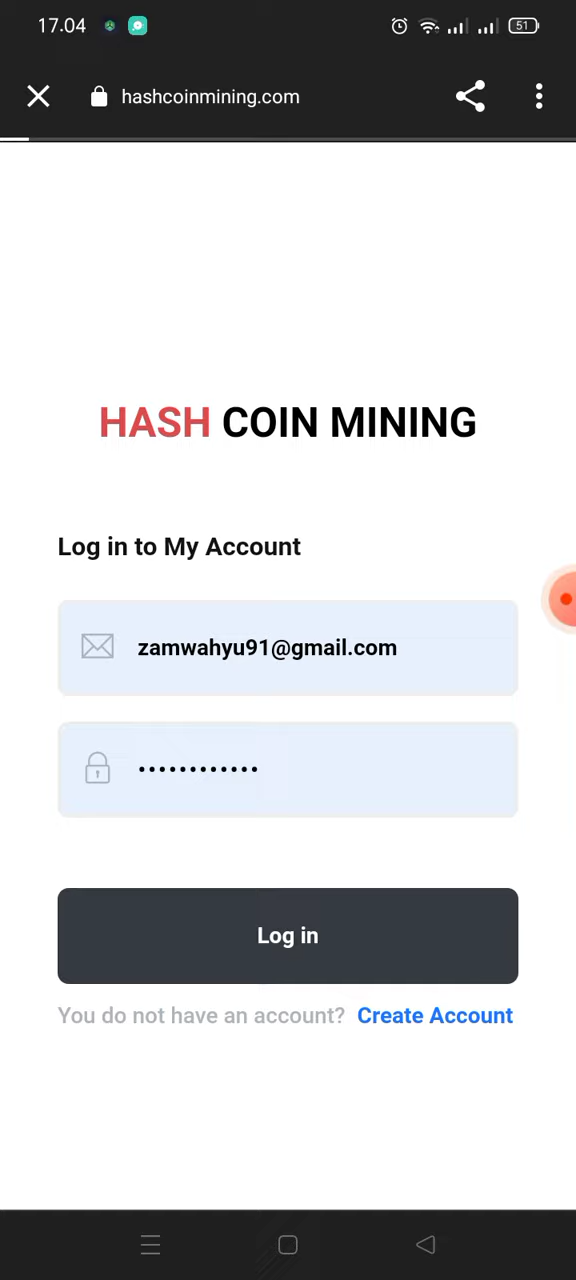 17.04
51
hashcoinmining.com
HASH COIN MINING
Log in to My Account
zamwahyu91@gmail.com
••••••••••••
Log in
You do not have an account? Create Account